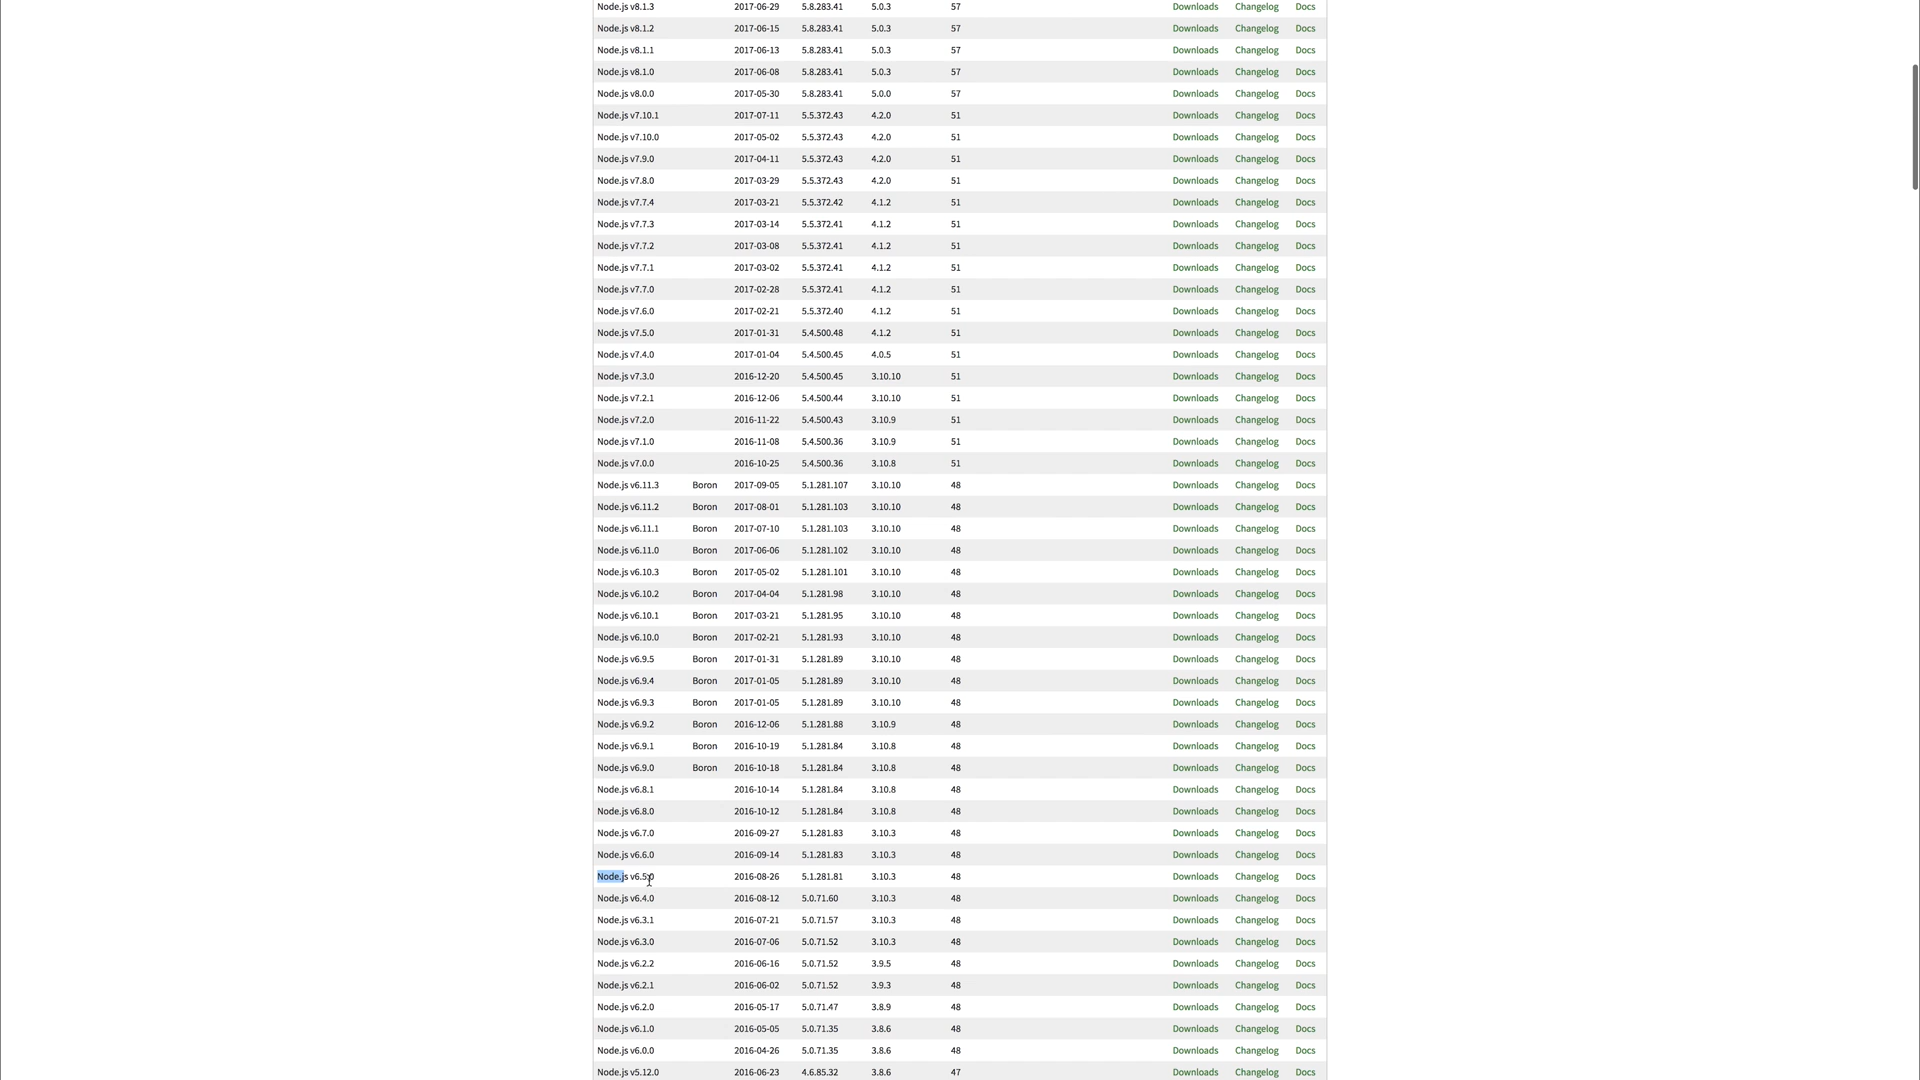 Node.js v8.1.3 2017-06-29 5.8.283.41 5.0.3 57 Downloads Changelog Docs
Node.js v8.1.2 2017-06-15 5.8.283.41 5.0.3 57 Downloads Changelog Docs
Node.js v8.1.1 2017-06-13 5.8.283.41 5.0.3 57 Downloads Changelog Docs
Node.js v8.1.0 2017-06-08 5.8.283.41 5.0.3 57 Downloads Changelog Docs
Node.js v8.0.0 2017-05-30 5.8.283.41 5.0.0 57 Downloads Changelog Docs
Node.js v7.10.1 2017-07-11 5.5.372.43 4.2.0 51 Downloads Changelog Docs
Node.js v7.10.0 2017-05-02 5.5.372.43 4.2.0 51 Downloads Changelog Docs
Node.js v7.9.0 2017-04-11 5.5.372.43 4.2.0 51 Downloads Changelog Docs
Node.js v7.8.0 2017-03-29 5.5.372.43 4.2.0 51 Downloads Changelog Docs
Node.js v7.7.4 2017-03-21 5.5.372.42 4.1.2 51 Downloads Changelog Docs
Node.js v7.7.3 2017-03-14 5.5.372.41 4.1.2 51 Downloads Changelog Docs
Node.js v7.7.2 2017-03-08 5.5.372.41 4.1.2 51 Downloads Changelog Docs
Node.js v7.7.1 2017-03-02 5.5.372.41 4.1.2 51 Downloads Changelog Docs
Node.js v7.7.0 2017-02-28 5.5.372.41 4.1.2 51 Downloads Changelog Docs
Node.js v7.6.0 2017-02-21 5.5.372.40 4.1.2 51 Downloads Changelog Docs
Node.js v7.5.0 2017-01-31 5.4.500.48 4.1.2 51 Downloads Changelog Docs
Node.js v7.4.0 2017-01-04 5.4.500.45 4.0.5 51 Downloads Changelog Docs
Node.js v7.3.0 2016-12-20 5.4.500.45 3.10.10 51 Downloads Changelog Docs
Node.js v7.2.1 2016-12-06 5.4.500.44 3.10.10 51 Downloads Changelog Docs
Node.js v7.2.0 2016-11-22 5.4.500.43 3.10.9 51 Downloads Changelog Docs
Node.js v7.1.0 2016-11-08 5.4.500.36 3.10.9 51 Downloads Changelog Docs
Node.js v7.0.0 2016-10-25 5.4.500.36 3.10.8 51 Downloads Changelog Docs
Node.js v6.11.3 Boron 2017-09-05 5.1.281.107 3.10.10 48 Downloads Changelog Docs
Node.js v6.11.2 Boron 2017-08-01 5.1.281.103 3.10.10 48 Downloads Changelog Docs
Node.js v6.11.1 Boron 2017-07-10 5.1.281.103 3.10.10 48 Downloads Changelog Docs
Node.js v6.11.0 Boron 2017-06-06 5.1.281.102 3.10.10 48 Downloads Changelog Docs
Node.js v6.10.3 Boron 2017-05-02 5.1.281.101 3.10.10 48 Downloads Changelog Docs
Node.js v6.10.2 Boron 2017-04-04 5.1.281.98 3.10.10 48 Downloads Changelog Docs
Node.js v6.10.1 Boron 2017-03-21 5.1.281.95 3.10.10 48 Downloads Changelog Docs
Node.js v6.10.0 Boron 2017-02-21 5.1.281.93 3.10.10 48 Downloads Changelog Docs
Node.js v6.9.5 Boron 2017-01-31 5.1.281.89 3.10.10 48 Downloads Changelog Docs
Node.js v6.9.4 Boron 2017-01-05 5.1.281.89 3.10.10 48 Downloads Changelog Docs
Node.js v6.9.3 Boron 2017-01-05 5.1.281.89 3.10.10 48 Downloads Changelog Docs
Node.js v6.9.2 Boron 2016-12-06 5.1.281.88 3.10.9 48 Downloads Changelog Docs
Node.js v6.9.1 Boron 2016-10-19 5.1.281.84 3.10.8 48 Downloads Changelog Docs
Node.js v6.9.0 Boron 2016-10-18 5.1.281.84 3.10.8 48 Downloads Changelog Docs
Node.js v6.8.1 2016-10-14 5.1.281.84 3.10.8 48 Downloads Changelog Docs
Node.js v6.8.0 2016-10-12 5.1.281.84 3.10.8 48 Downloads Changelog Docs
Node.js v6.7.0 2016-09-27 5.1.281.83 3.10.3 48 Downloads Changelog Docs
Node.js v6.6.0 2016-09-14 5.1.281.83 3.10.3 48 Downloads Changelog Docs
Node.js v6.5.0 2016-08-26 5.1.281.81 3.10.3 48 Downloads Changelog Docs
Node.js v6.4.0 2016-08-12 5.0.71.60 3.10.3 48 Downloads Changelog Docs
Node.js v6.3.1 2016-07-21 5.0.71.57 3.10.3 48 Downloads Changelog Docs
Node.js v6.3.0 2016-07-06 5.0.71.52 3.10.3 48 Downloads Changelog Docs
Node.js v6.2.2 2016-06-16 5.0.71.52 3.9.5 48 Downloads Changelog Docs
Node.js v6.2.1 2016-06-02 5.0.71.52 3.9.3 48 Downloads Changelog Docs
Node.js v6.2.0 2016-05-17 5.0.71.47 3.8.9 48 Downloads Changelog Docs
Node.js v6.1.0 2016-05-05 5.0.71.35 3.8.6 48 Downloads Changelog Docs
Node.js v6.0.0 2016-04-26 5.0.71.35 3.8.6 48 Downloads Changelog Docs
Node.js v5.12.0 2016-06-23 4.6.85.32 3.8.6 47 Downloads Changelog Docs